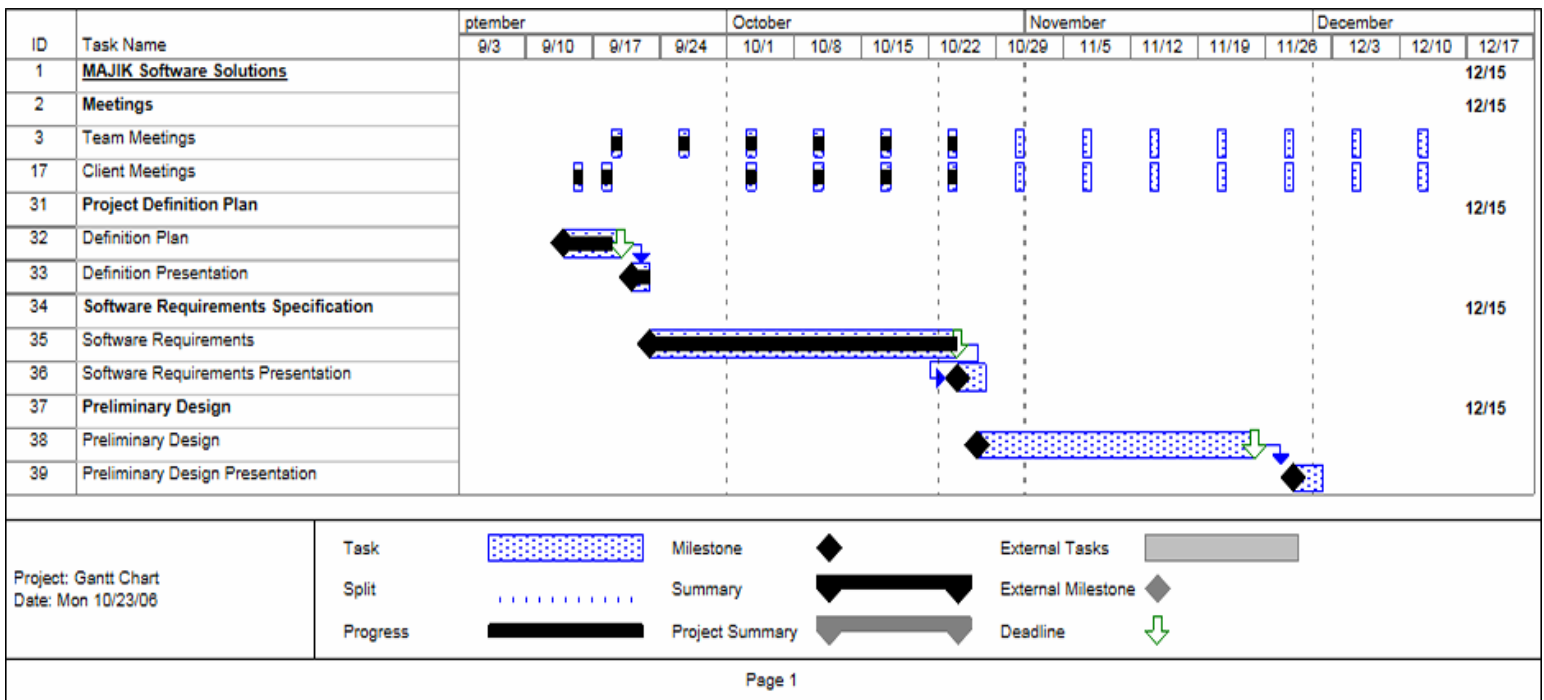 ptember October November December
ID Task Name 9/3 9/10 9/17 9/24 10/1 10/8 10/15 10/22 10/29 11/5 11/12 11/19 11/26 12/3 12/10 12/17
1 MAJIK Software Solutions 12/15
2 Meetings 12/15
3 Team Meetings
17 Client Meetings
31 Project Definition Plan 12/15
32 Definition Plan
33 Definition Presentation
34 Software Requirements Specification 12/15
35 Software Requirements
36 Software Requirements Presentation
37 Preliminary Design 12/15
38 Preliminary Design
39 Preliminary Design Presentation
Task Milestone External Tasks
Project: Gantt Chart
Date: Mon 10/23/06
Split Summary External Milestone
Progress Project Summary Deadline
Page 1